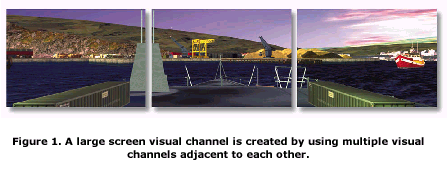 Figure 1. A large screen visual channel is created by using multiple visual
channels adjacent to each other.